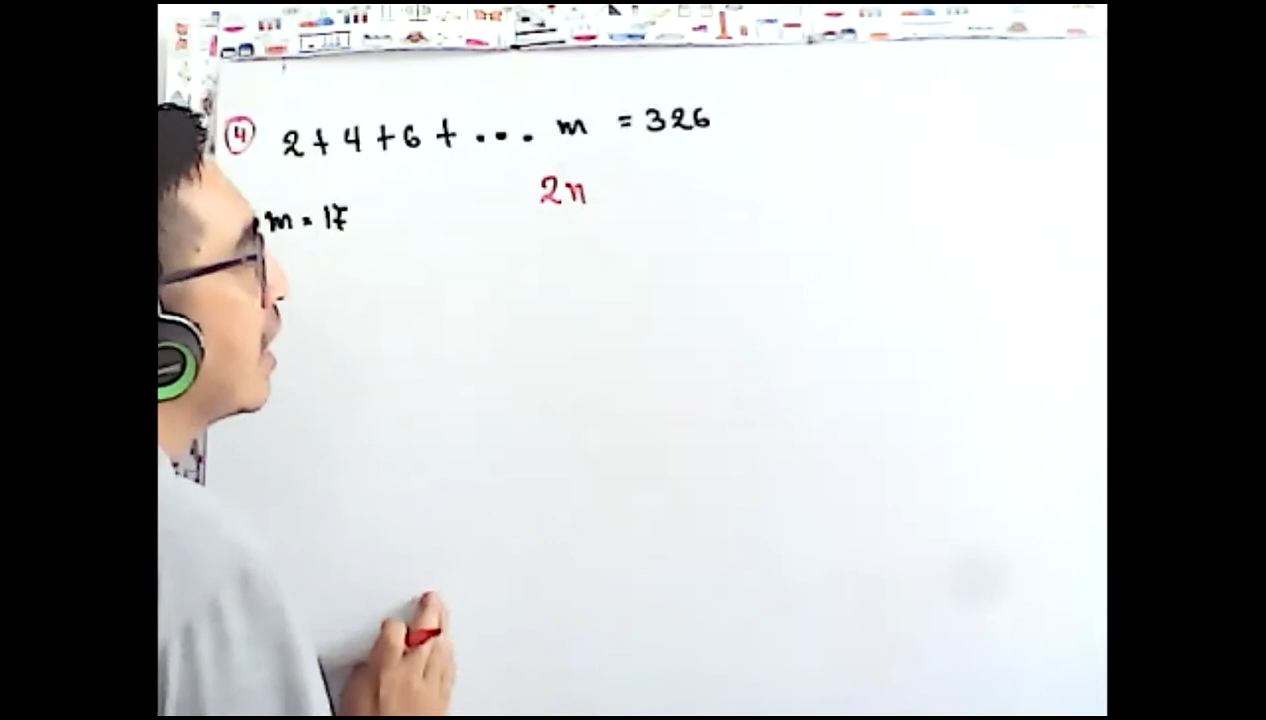 4 2 + 4 + 6 + ... m = 326
2n
m = 17